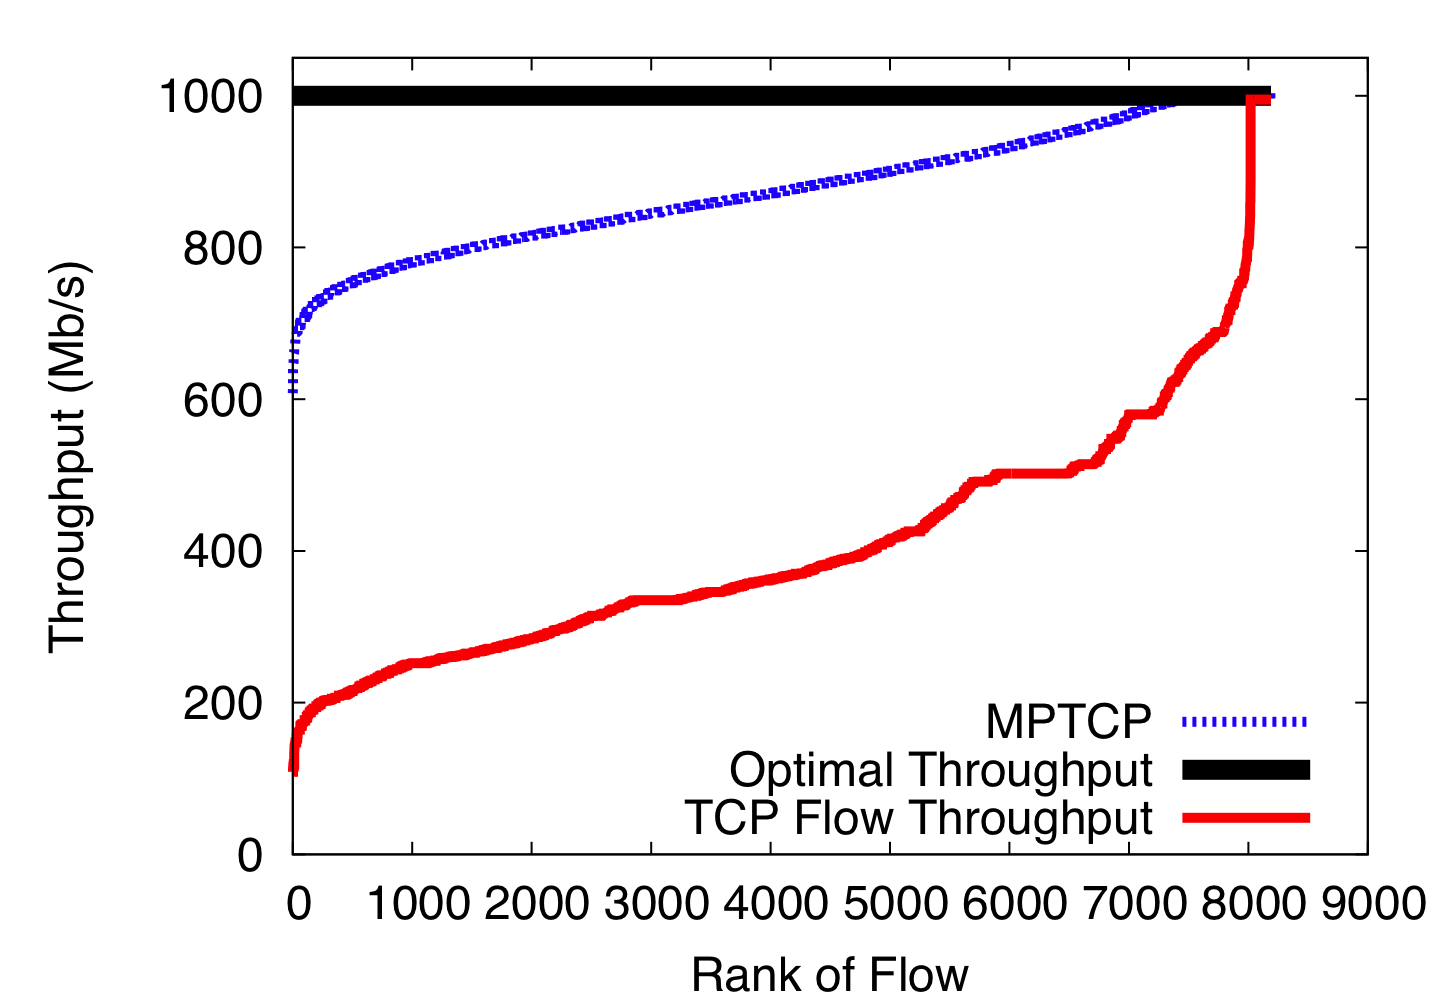 1000
800
600
400
200
0
Throughput (Mb/s)
MPTCP
Optimal Throughput
TCP Flow Throughput
0 1000 2000 3000 4000 5000 6000 7000 8000 9000
Rank of Flow